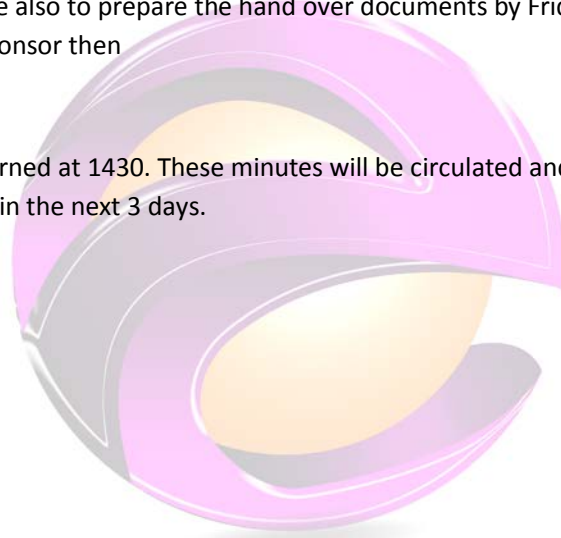 also to prepare the hand over documents by
onsor then
rned at 1430. These minutes will be circulated and
in the next 3 days.